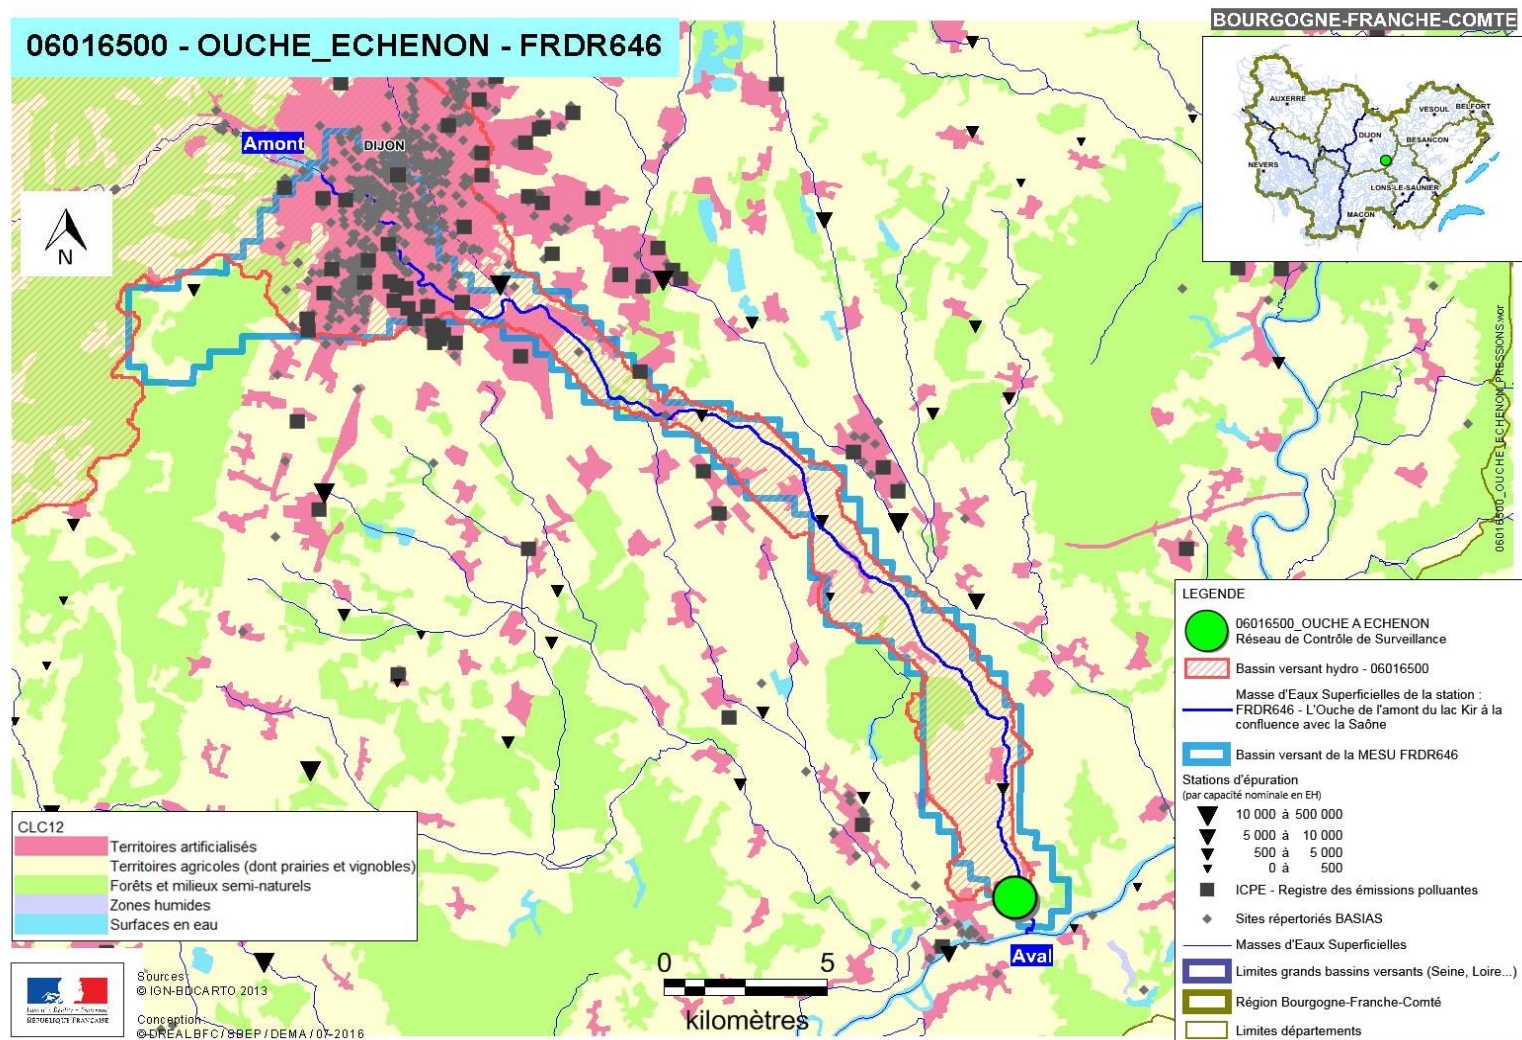 06016500 - OUCHE_ECHENON - FRDR646
BOURGOGNE-FRANCHE-COMTE
AUXERRE
VESOUL
BELFORT
DIJON
BESANCON
NEVERS
LONS-LE-SAUNIER
MACON
Amont
DIJON
N
06016500_OUCHE_ECHENON_PRESSIONS.wor
Aval
LEGENDE
06016500_OUCHE A ECHENON
Réseau de Contrôle de Surveillance
Bassin versant hydro - 06016500
Masse d'Eaux Superficielles de la station :
FRDR646 - L'Ouche de l'amont du lac Kir à la
confluence avec la Saône
Bassin versant de la MESU FRDR646
Stations d'épuration
(par capacité nominale en EH)
10 000 à 500 000
5 000 à 10 000
500 à 5 000
0 à 500
ICPE - Registre des émissions polluantes
Sites répertoriés BASIAS
Masses d'Eaux Superficielles
Limites grands bassins versants (Seine, Loire...)
Région Bourgogne-Franche-Comté
Limites départements
CLC12
Territoires artificialisés
Territoires agricoles (dont prairies et vignobles)
Forêts et milieux semi-naturels
Zones humides
Surfaces en eau
Liberté • Égalité • Fraternité
RÉPUBLIQUE FRANÇAISE
Sources:
© IGN-BDCARTO 2013
Conception:
© DREALBFC / SBEP / DEMA / 07-2016
0 5
kilomètres